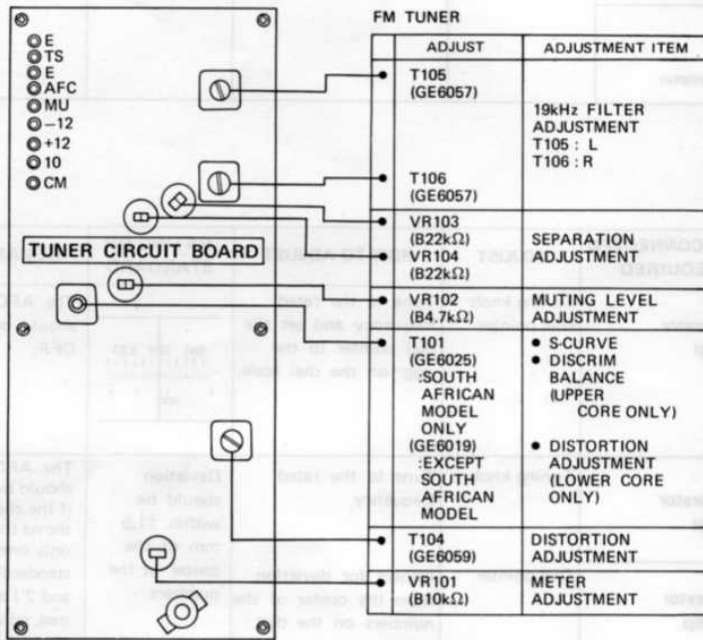 FM TUNER
E
TS
E
AFC
MU
−12
+12
10
CM
TUNER CIRCUIT BOARD
ADJUST
ADJUSTMENT ITEM
T105
(GE6057)
19kHz FILTER
ADJUSTMENT
T105 : L
T106 : R
T106
(GE6057)
VR103
(B22kΩ)
VR104
(B22kΩ)
SEPARATION
ADJUSTMENT
VR102
(B4.7kΩ)
MUTING LEVEL
ADJUSTMENT
T101
(GE6025)
:SOUTH
AFRICAN
MODEL
ONLY
(GE6019)
:EXCEPT
SOUTH
AFRICAN
MODEL
● S-CURVE
● DISCRIM
BALANCE
(UPPER
CORE ONLY)
● DISTORTION
ADJUSTMENT
(LOWER CORE
ONLY)
T104
(GE6059)
DISTORTION
ADJUSTMENT
VR101
(B10kΩ)
METER
ADJUSTMENT